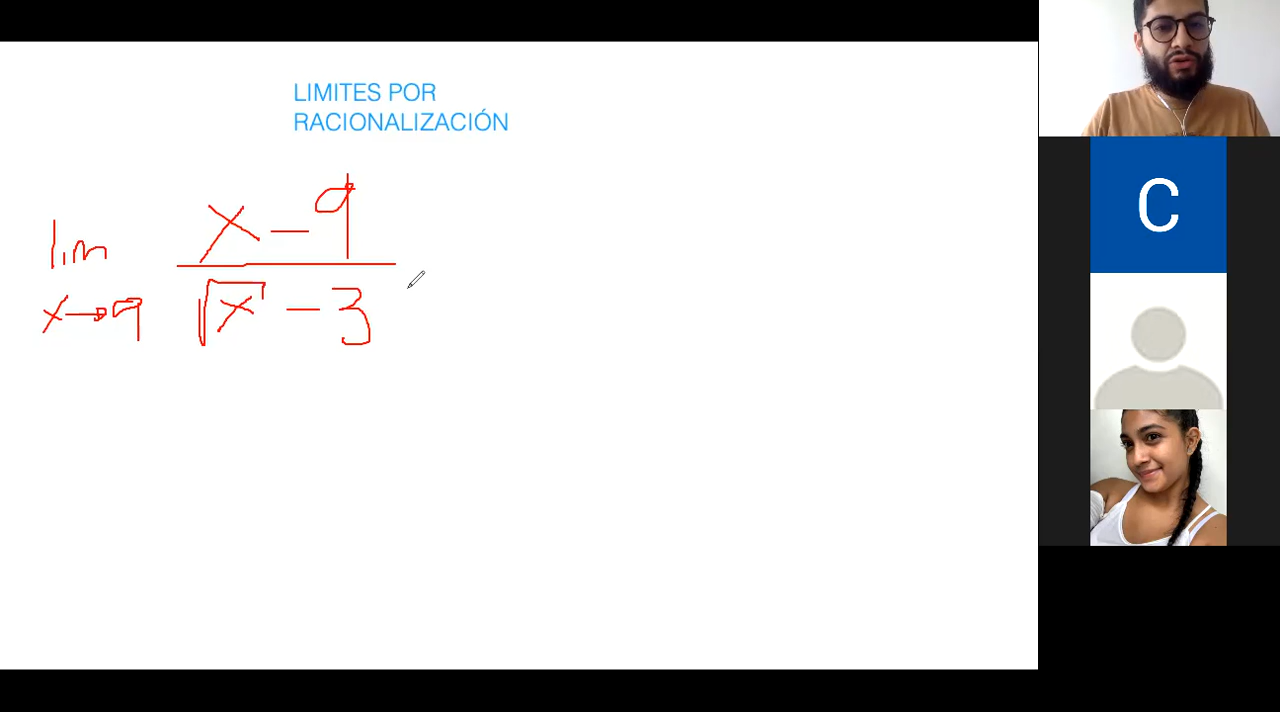 LIMITES POR
RACIONALIZACIÓN
lim x→9 (x - 9) / (√x - 3)
C